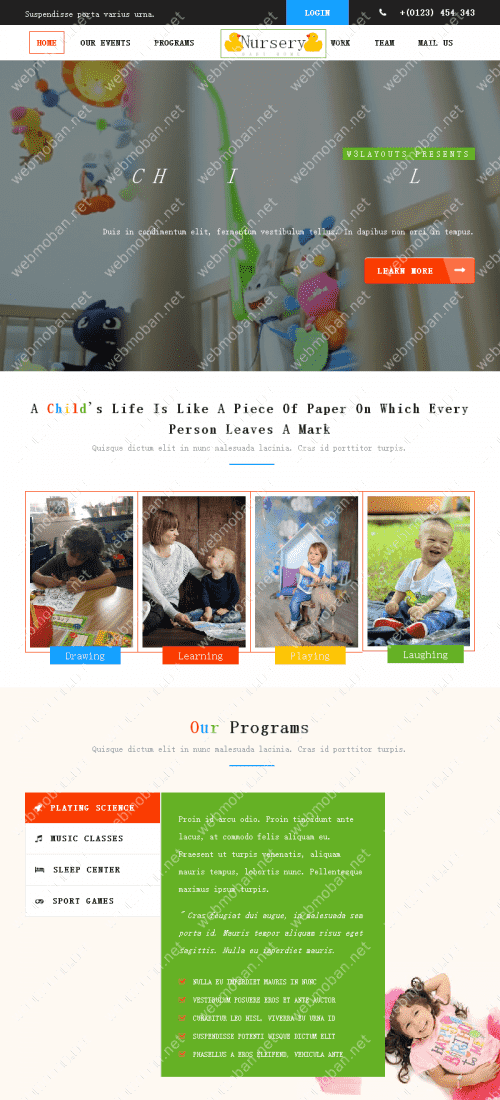 Suspendisse porta varius urna.
LOGIN
+(0123) 454-343
HOME
OUR EVENTS
PROGRAMS
Nursery
WORK
TEAM
MAIL US
W3LAYOUTS PRESENTS
C H I L
Duis in condimentum elit, fermentum vestibulum tellus. In dapibus non orci in tempus.
LEARN MORE
A Child's Life Is Like A Piece Of Paper On Which Every
Person Leaves A Mark
Quisque dictum elit in nunc malesuada lacinia. Cras id porttitor turpis.
Drawing
Learning
Playing
Laughing
Our Programs
Quisque dictum elit in nunc malesuada lacinia. Cras id porttitor turpis.
PLAYING SCIENCE
MUSIC CLASSES
SLEEP CENTER
SPORT GAMES
Proin id arcu odio. Proin tincidunt ante
lacus, at commodo felis aliquam eu.
Praesent ut turpis venenatis, aliquam
mauris tempus, lobortis nunc. Pellentesque
maximus ipsum turpis.
" Cras feugiat dui augue, in malesuada sem
porta id. Mauris tempor aliquam risus eget
sagittis. Nulla eu imperdiet mauris.
NULLA EU IMPERDIET MAURIS IN NUNC
VESTIBULUM POSUERE EROS ET ANTE AUCTOR
CURABITUR LEO NISL, VIVERRA EU URNA ID
SUSPENDISSE POTENTI QISQUE DICTUM ELIT
PHASELLUS A EROS ELEIFEND, VEHICULA ANTE
webmoban.net